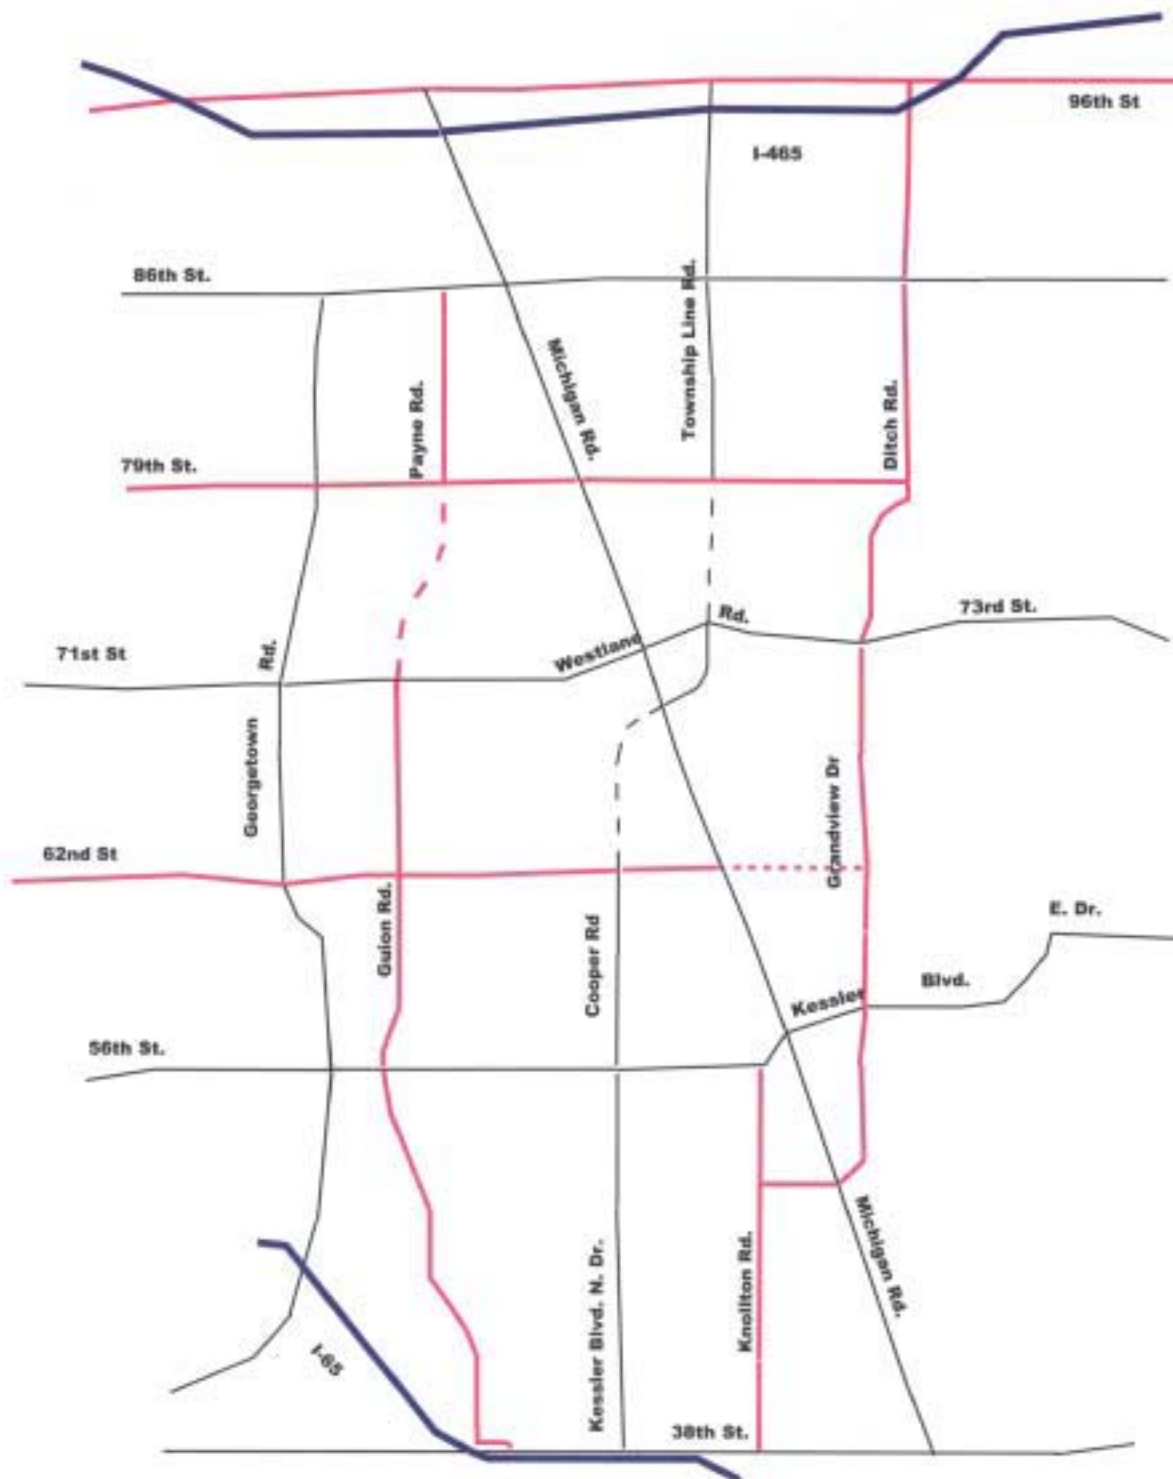 96th St
I-465
86th St.
Township Line Rd.
Michigan Rd.
Payne Rd.
Ditch Rd.
79th St.
73rd St.
Rd.
Westland
71st St
Rd.
Georgetown
Grandview Dr
62nd St
Guion Rd.
Cooper Rd
E. Dr.
Blvd.
Kessler
56th St.
Michigan Rd.
Knollton Rd.
Kessler Blvd. N. Dr.
I-65
38th St.